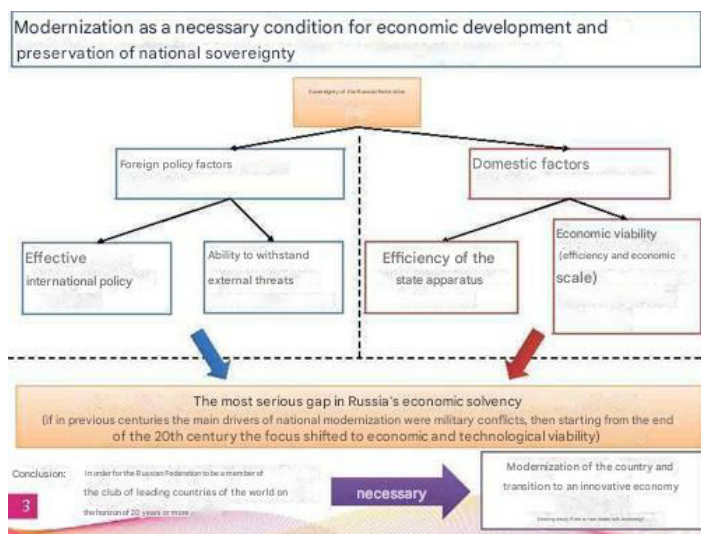 Modernization as a necessary condition for economic development and
preservation of national sovereignty
Sovereignty of the Russian Federation
Foreign policy factors
Domestic factors
Effective
international policy
Ability to withstand
external threats
Efficiency of the
state apparatus
Economic viability
(efficiency and economic
scale)
The most serious gap in Russia's economic solvency
(if in previous centuries the main drivers of national modernization were military conflicts, then starting from the end
of the 20th century the focus shifted to economic and technological viability)
Conclusion:
In order for the Russian Federation to be a member of
the club of leading countries of the world on
the horizon of 20 years or more
necessary
Modernization of the country and
transition to an innovative economy
(moving away from a raw materials economy)
3